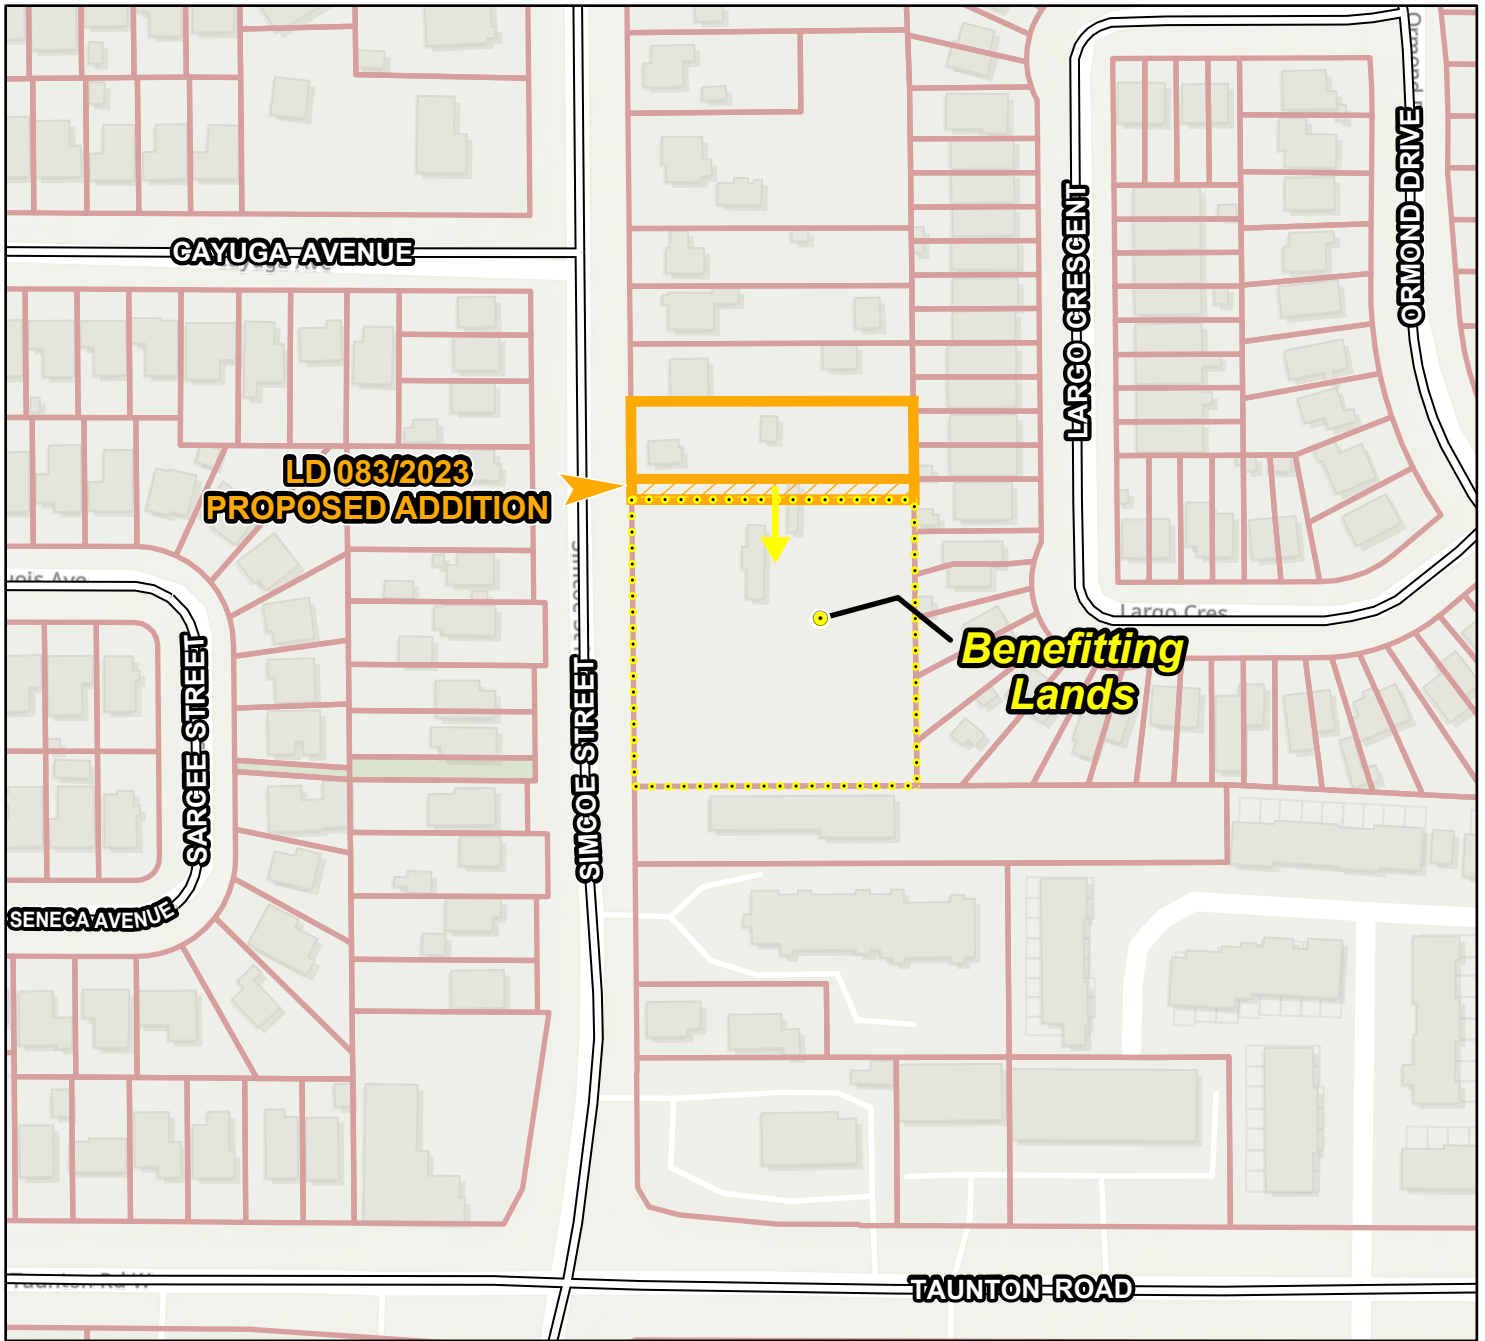 ORMOND DRIVE
CAYUGA AVENUE
LARGO CRESCENT
LD 083/2023
PROPOSED ADDITION
Largo Cres
Benefitting
Lands
SARCEE STREET
SIMCOE STREET
SENECA AVENUE
TAUNTON ROAD